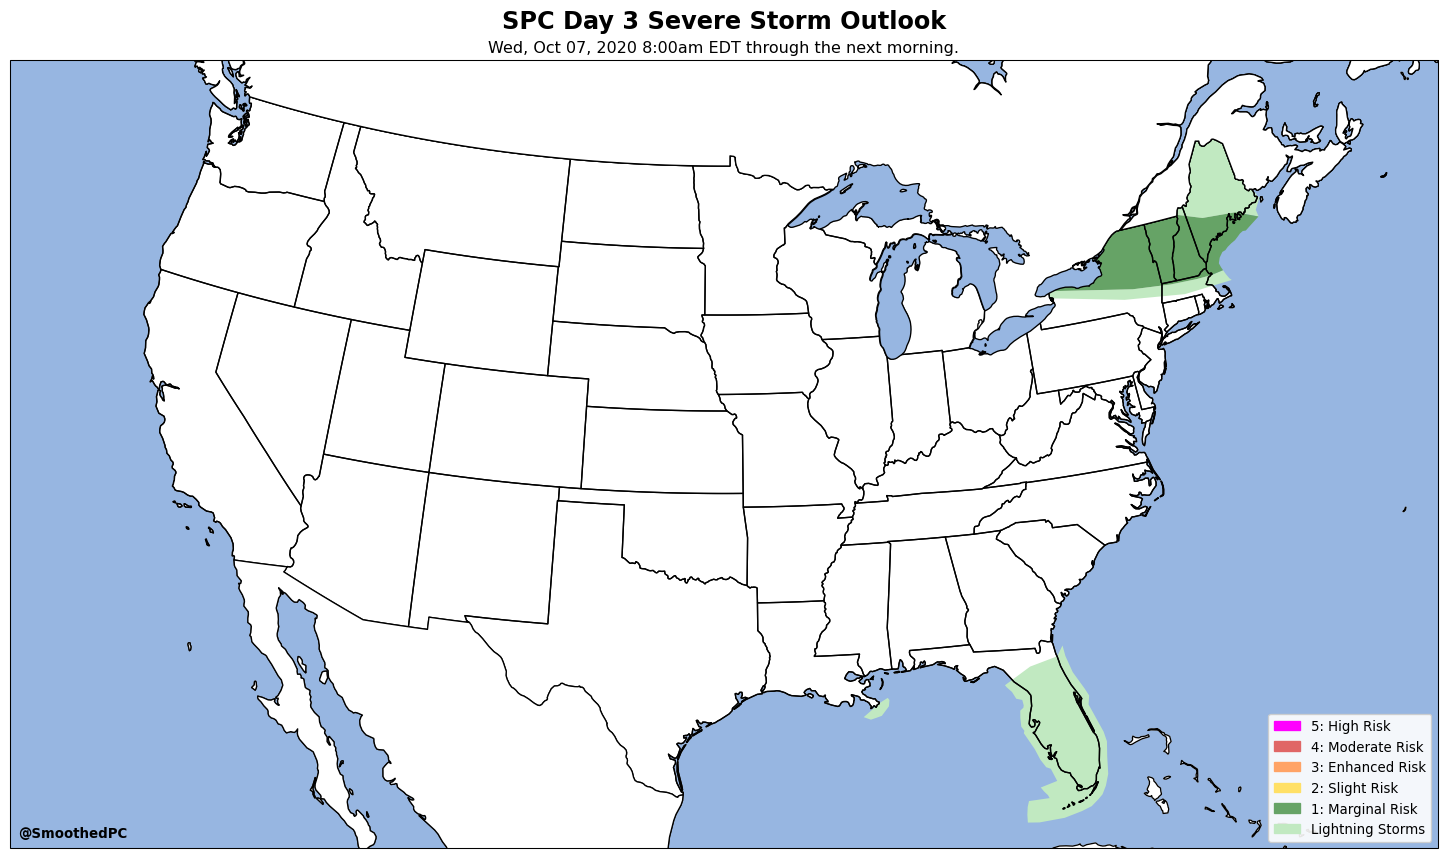 SPC Day 3 Severe Storm Outlook
Wed, Oct 07, 2020 8:00am EDT through the next morning.
5: High Risk
4: Moderate Risk
3: Enhanced Risk
2: Slight Risk
1: Marginal Risk
Lightning Storms
@SmoothedPC